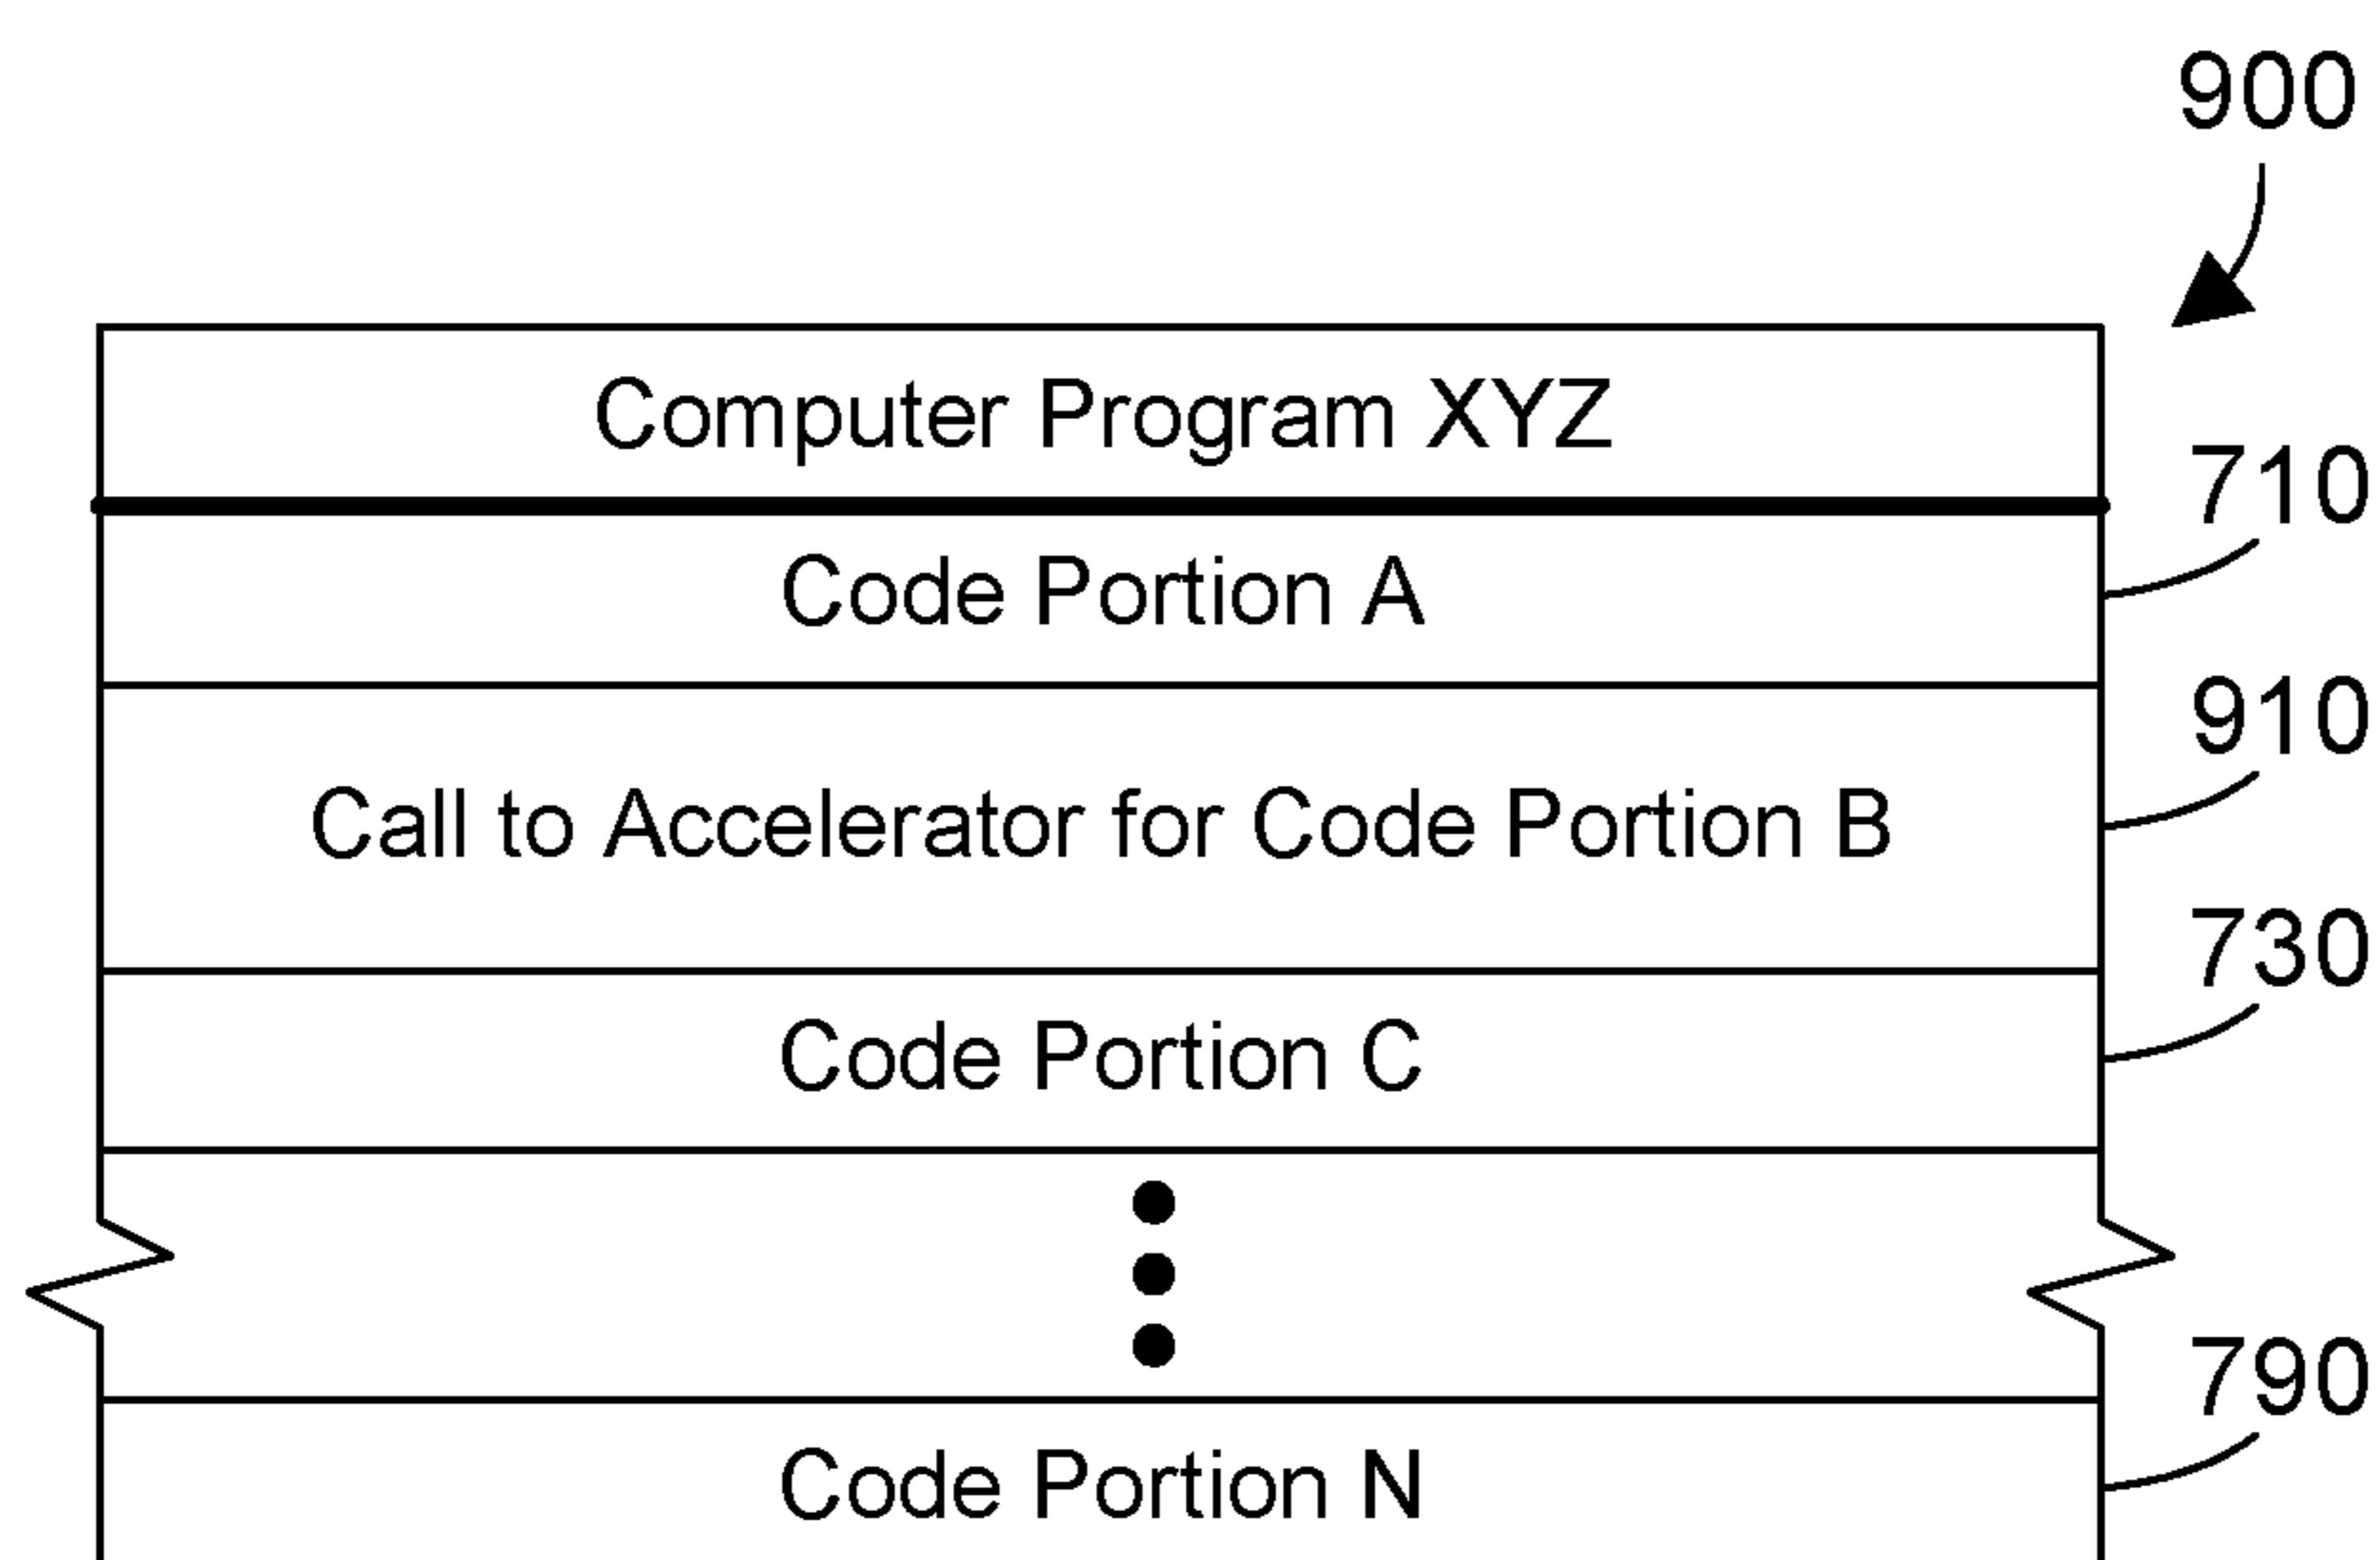 900
Computer Program XYZ
710
Code Portion A
910
Call to Accelerator for Code Portion B
730
Code Portion C
790
Code Portion N